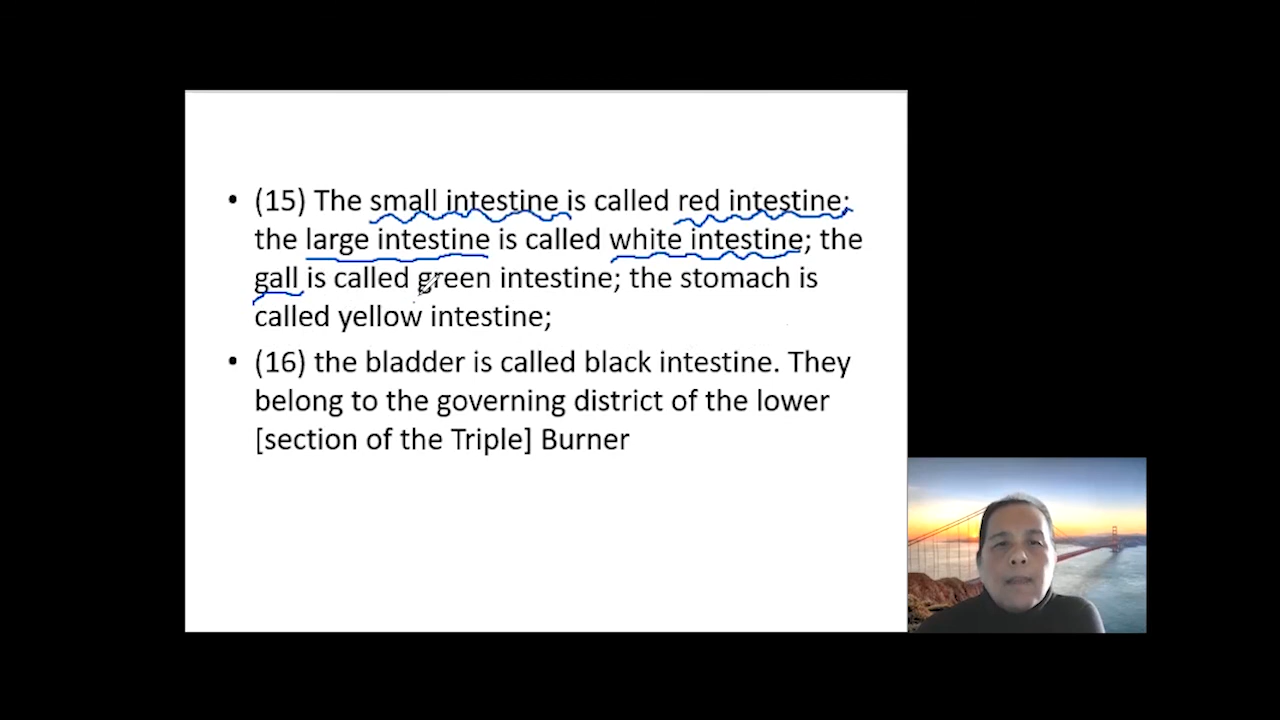 • (15) The small intestine is called red intestine;
the large intestine is called white intestine; the
gall is called green intestine; the stomach is
called yellow intestine;
• (16) the bladder is called black intestine. They
belong to the governing district of the lower
[section of the Triple] Burner